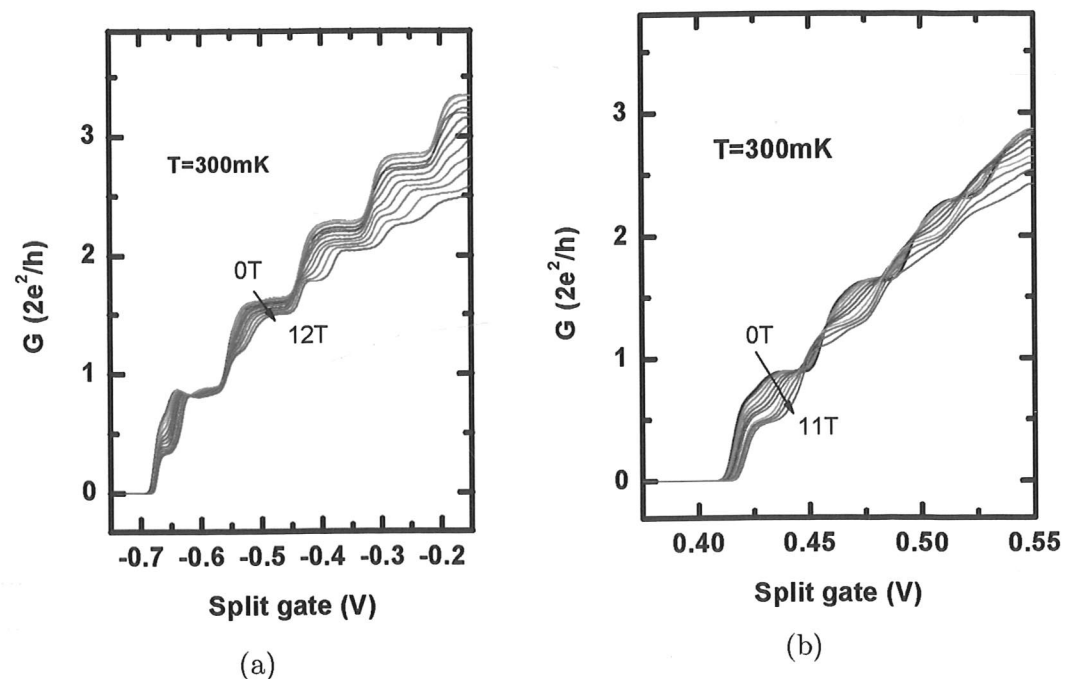 G (2e²/h)
3
2
1
0
T=300mK
0T
12T
-0.7 -0.6 -0.5 -0.4 -0.3 -0.2
Split gate (V)
(a)
G (2e²/h)
3
2
1
0
T=300mK
0T
11T
0.40 0.45 0.50 0.55
Split gate (V)
(b)